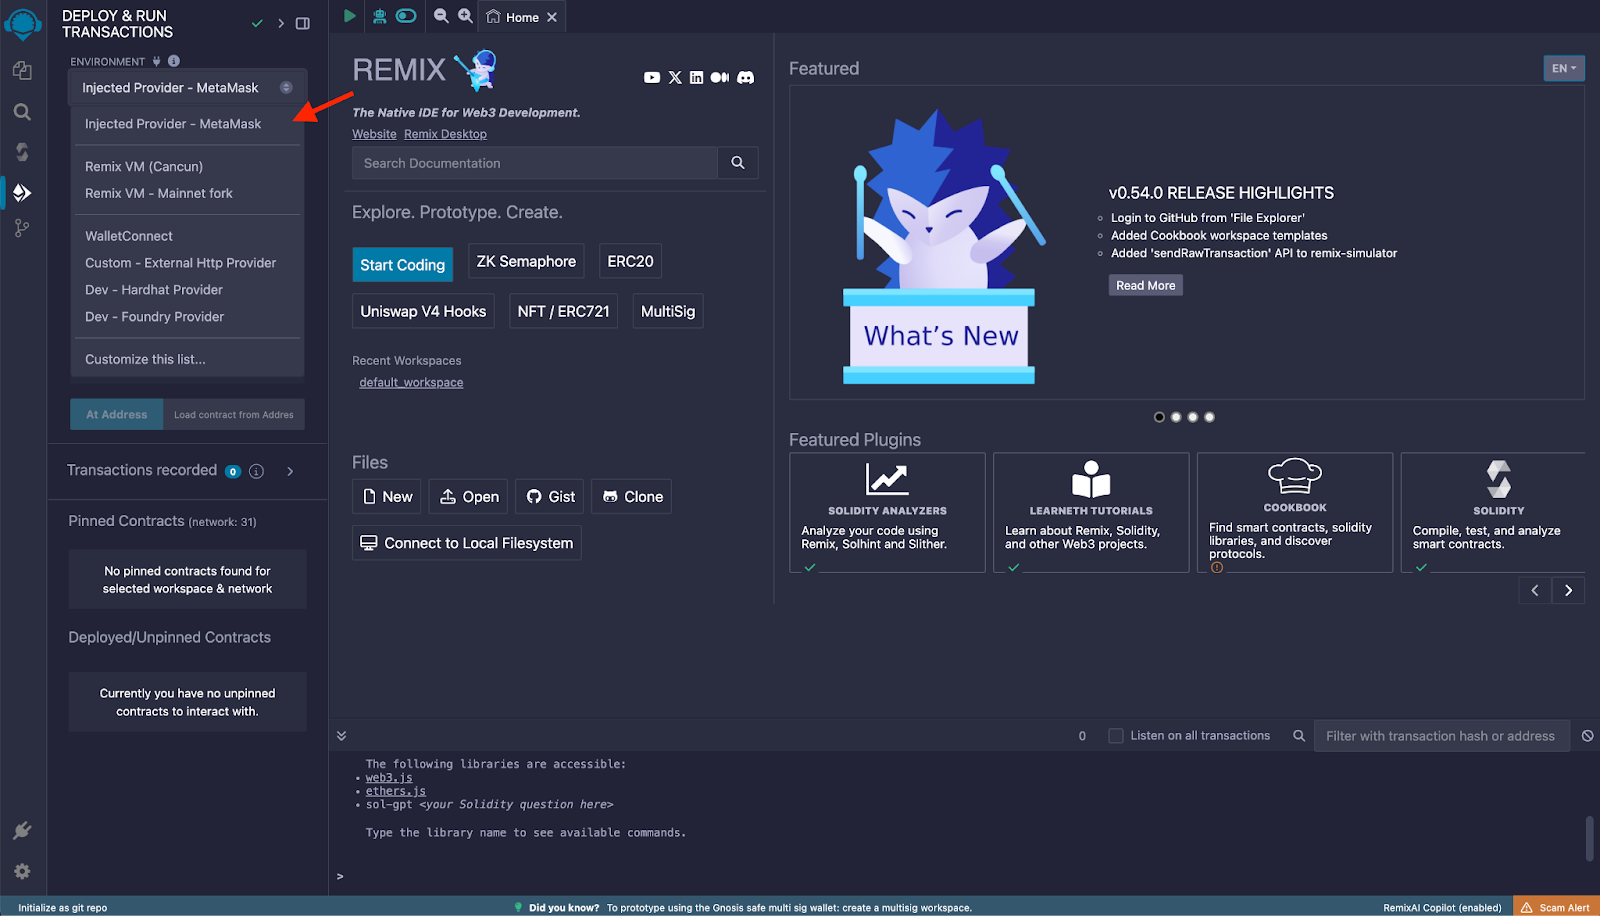 DEPLOY & RUN
TRANSACTIONS
ENVIRONMENT
Injected Provider - MetaMask
Injected Provider - MetaMask
Remix VM (Cancun)
Remix VM - Mainnet fork
WalletConnect
Custom - External Http Provider
Dev - Hardhat Provider
Dev - Foundry Provider
Customize this list...
At Address
Load contract from Addres
Transactions recorded 0
Pinned Contracts (network: 31)
No pinned contracts found for
selected workspace & network
Deployed/Unpinned Contracts
Currently you have no unpinned
contracts to interact with.
Home
REMIX
The Native IDE for Web3 Development.
Website Remix Desktop
Search Documentation
Explore. Prototype. Create.
Start Coding
ZK Semaphore
ERC20
Uniswap V4 Hooks
NFT / ERC721
MultiSig
Recent Workspaces
default_workspace
Files
New
Open
Gist
Clone
Connect to Local Filesystem
Featured
EN
What's New
v0.54.0 RELEASE HIGHLIGHTS
Login to GitHub from 'File Explorer'
Added Cookbook workspace templates
Added 'sendRawTransaction' API to remix-simulator
Read More
Featured Plugins
SOLIDITY ANALYZERS
Analyze your code using
Remix, Solhint and Slither.
LEARNETH TUTORIALS
Learn about Remix, Solidity,
and other Web3 projects.
COOKBOOK
Find smart contracts, solidity
libraries, and discover
protocols.
SOLIDITY
Compile, test, and analyze
smart contracts.
0
Listen on all transactions
Filter with transaction hash or address
The following libraries are accessible:
• web3.js
• ethers.js
• sol-gpt <your Solidity question here>
Type the library name to see available commands.
>
Initialize as git repo
Did you know? To prototype using the Gnosis safe multi sig wallet: create a multisig workspace.
RemixAI Copilot (enabled)
Scam Alert